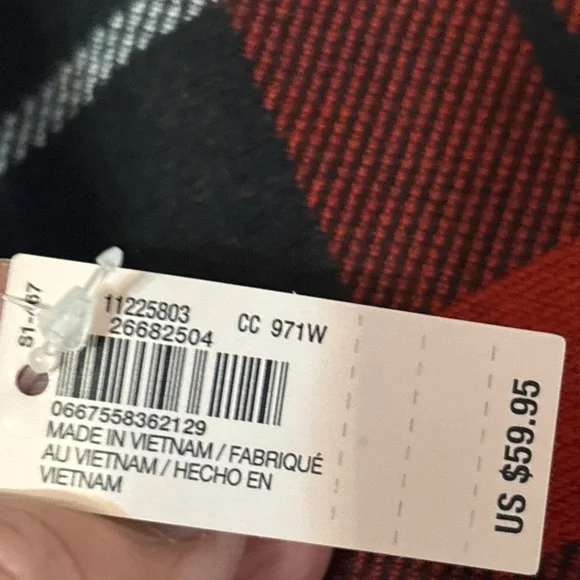 11225803
26682504
CC 971W
0667558362129
MADE IN VIETNAM / FABRIQUÉ
AU VIETNAM / HECHO EN
VIETNAM
US $59.95